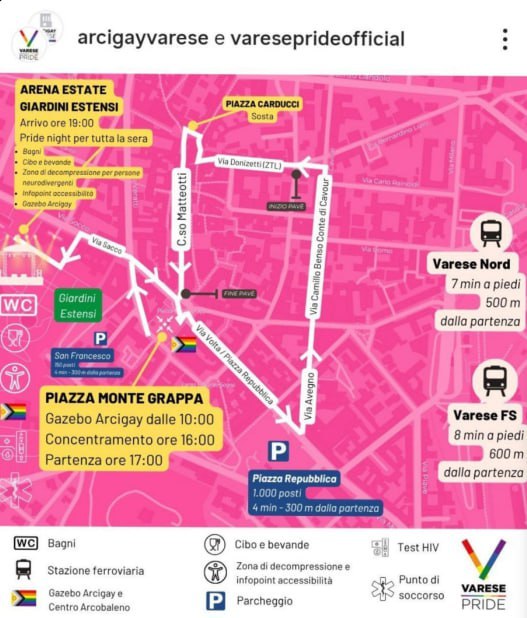 arcigayvarese e vareseprideofficial
VARESE
PRIDE
ARENA ESTATE
GIARDINI ESTENSI
Arrivo ore 19:00
Pride night per tutta la sera
• Bagni
• Cibo e bevande
• Zona di decompressione per persone
neurodivergenti
• Infopoint accessibilità
• Gazebo Arcigay
PIAZZA CARDUCCI
Sosta
Via Donizetti (ZTL)
INIZIO PAVÉ
C.so Matteotti
Via Camillo Benso Conte di Cavour
Via Sacco
FINE PAVÉ
Giardini
Estensi
WC
P
San Francesco
150 posti
4 min - 300 m dalla partenza
Via Volta / Piazza Repubblica
Via Avegno
Varese Nord
7 min a piedi
500 m
dalla partenza
PIAZZA MONTE GRAPPA
Gazebo Arcigay dalle 10:00
Concentramento ore 16:00
Partenza ore 17:00
Varese FS
8 min a piedi
600 m
dalla partenza
P
Piazza Repubblica
1.000 posti
4 min - 300 m dalla partenza
WC Bagni
Stazione ferroviaria
Gazebo Arcigay e
Centro Arcobaleno
Cibo e bevande
Zona di decompressione e
infopoint accessibilità
P Parcheggio
Test HIV
Punto di
soccorso
VARESE
PRIDE